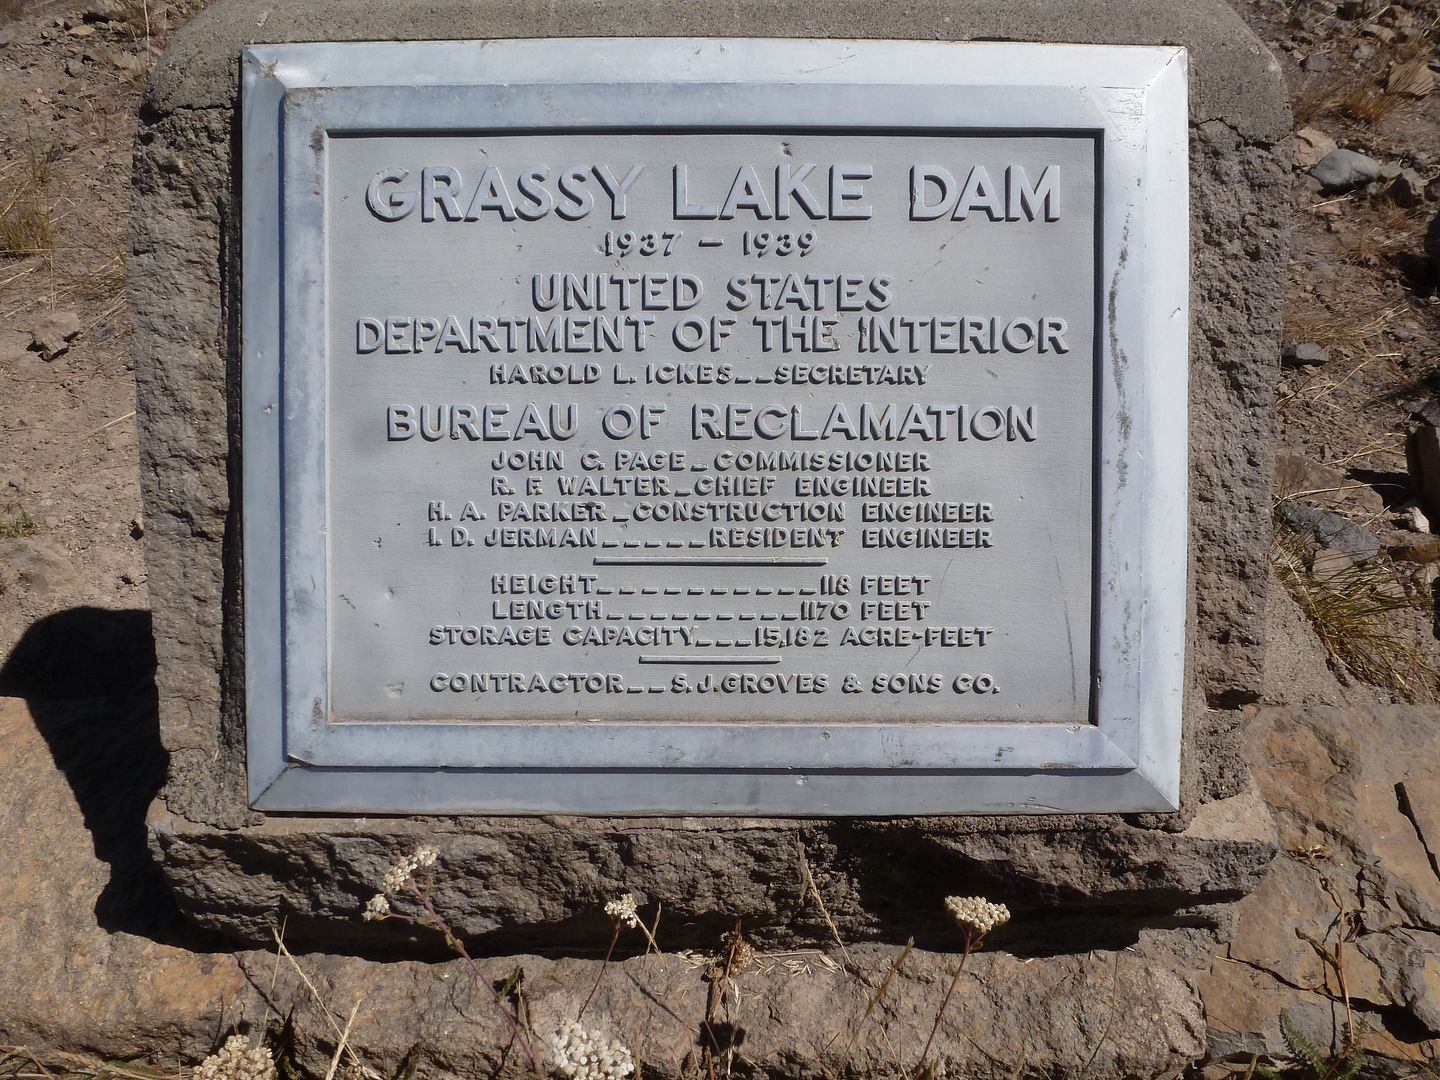 GRASSY LAKE DAM
1937 – 1939
UNITED STATES
DEPARTMENT OF THE INTERIOR
HAROLD L. ICKES__SECRETARY
BUREAU OF RECLAMATION
JOHN C. PAGE_COMMISSIONER
R. F. WALTER_CHIEF ENGINEER
H. A. PARKER_CONSTRUCTION ENGINEER
I. D. JERMAN_____RESIDENT ENGINEER
HEIGHT___________118 FEET
LENGTH__________1170 FEET
STORAGE CAPACITY___15,182 ACRE-FEET
CONTRACTOR__S.J.GROVES & SONS CO.